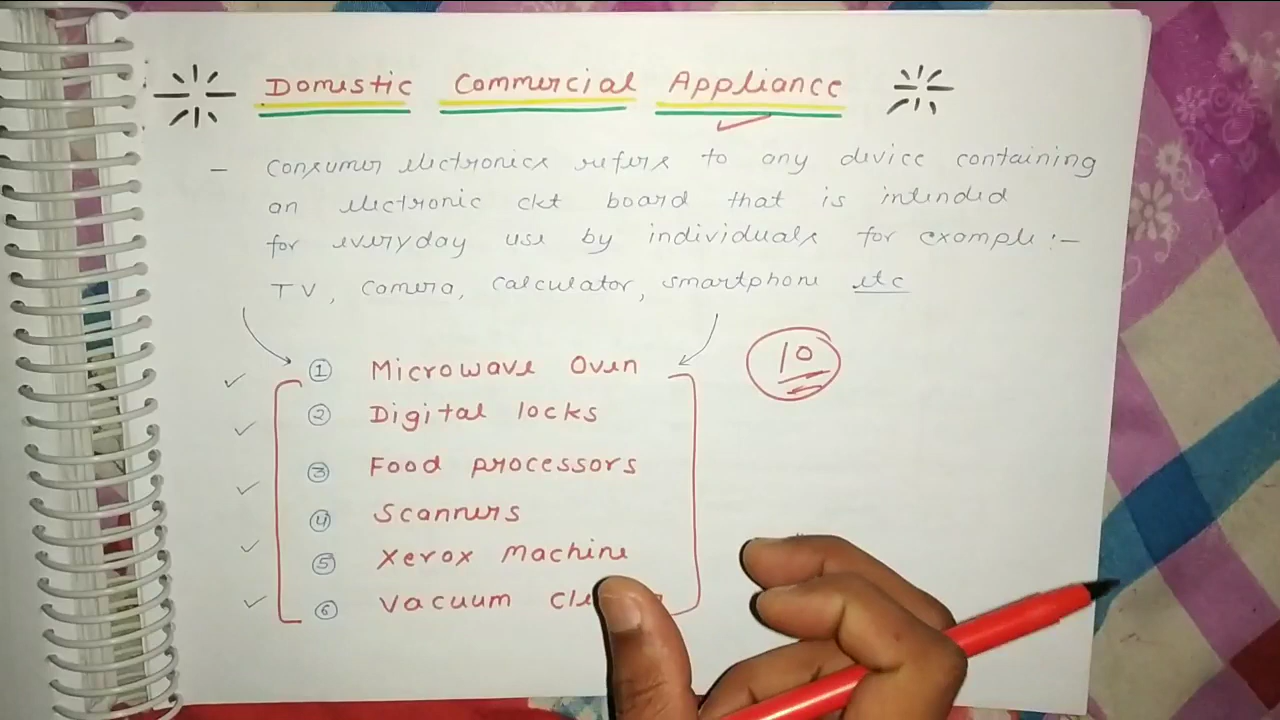 Domestic Commercial Appliance
- Consumer electronics refers to any device containing
an electronic ckt board that is intended
for everyday use by individuals for example :-
TV, Camera, Calculator, smartphone etc
① Microwave Oven
10
② Digital locks
③ Food processors
④ Scanners
⑤ Xerox Machine
⑥ Vacuum